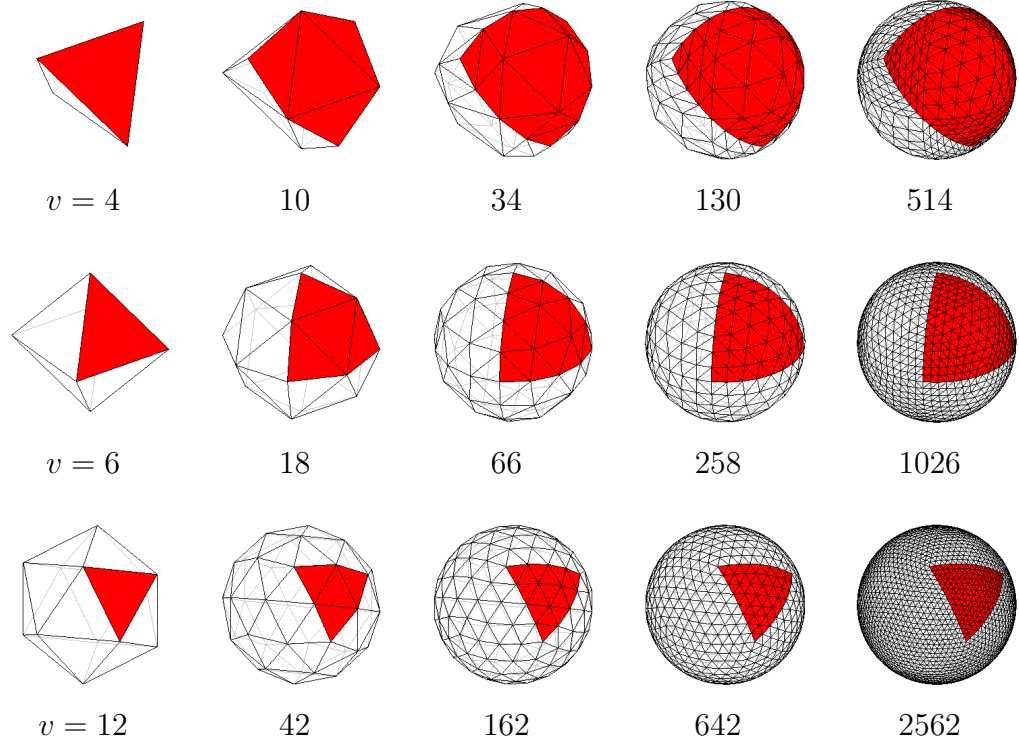 v = 4 10 34 130 514
v = 6 18 66 258 1026
v = 12 42 162 642 2562